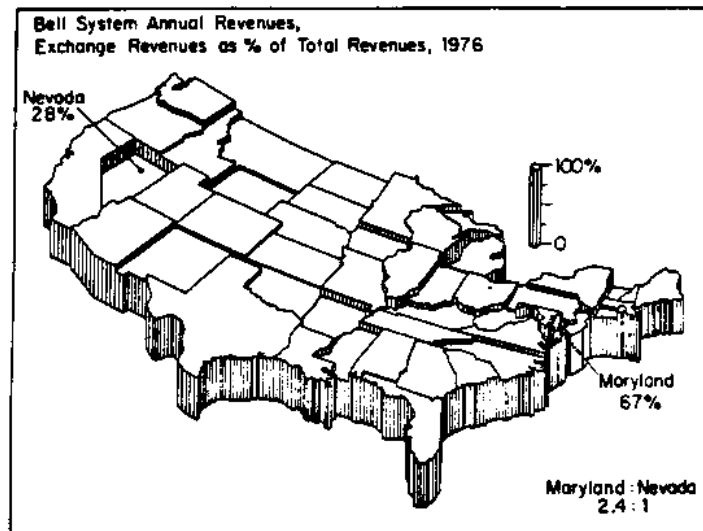 Bell System Annual Revenues,
Exchange Revenues as % of Total Revenues, 1976
Nevada
28%
100%
0
Maryland
67%
Maryland : Nevada
2.4 : 1